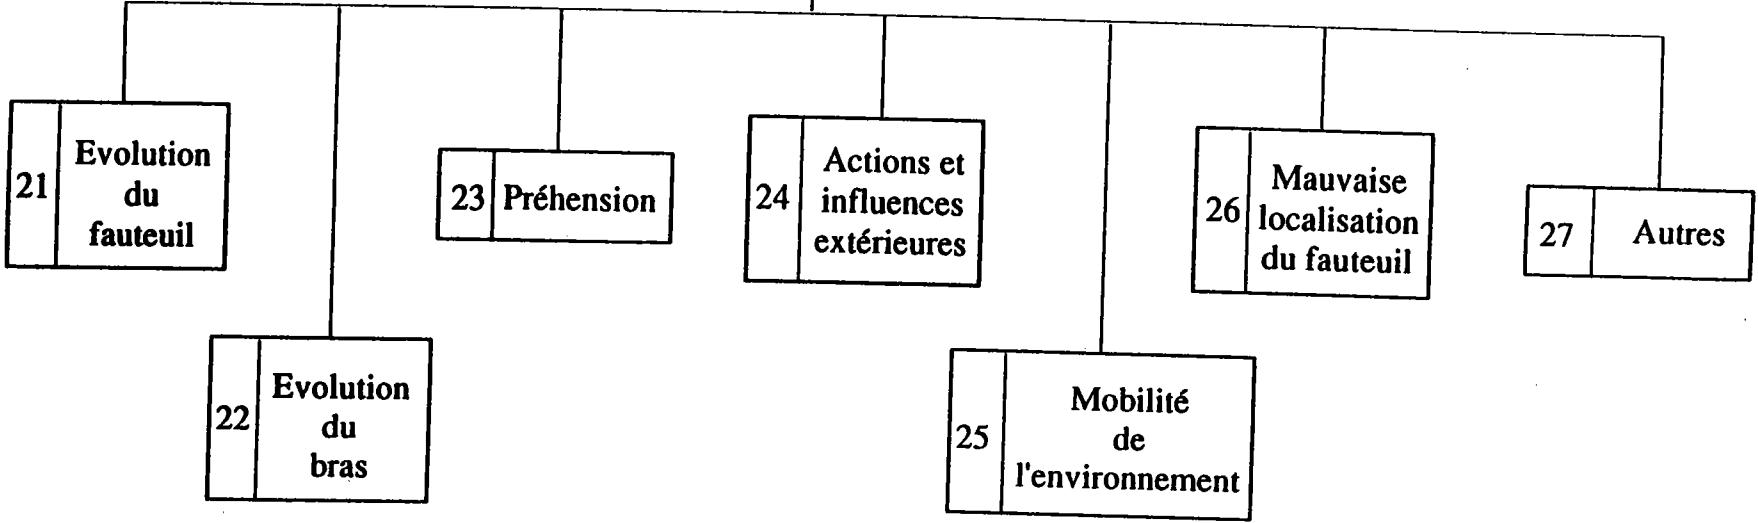 21
Evolution
du
fauteuil
22
Evolution
du
bras
23 Préhension
24
Actions et
influences
extérieures
25
Mobilité
de
l'environnement
26
Mauvaise
localisation
du fauteuil
27 Autres